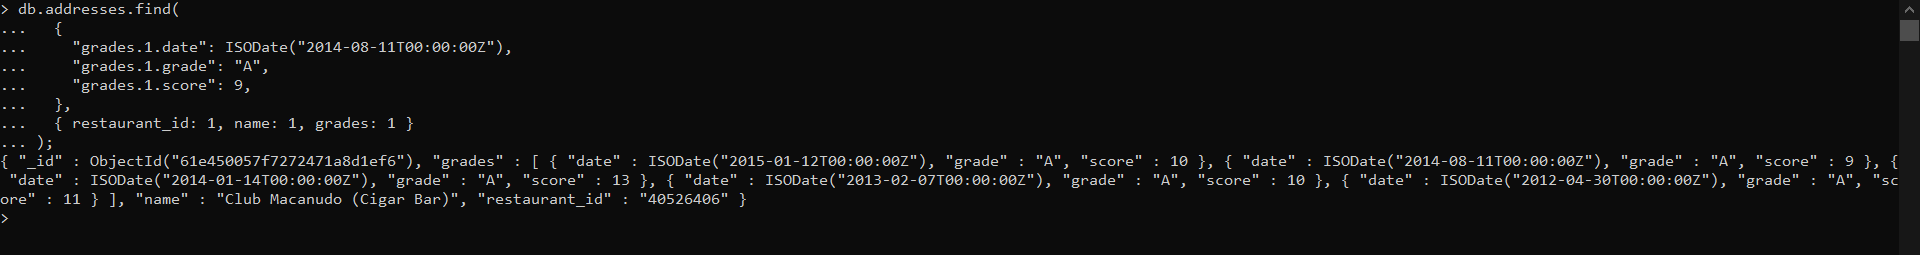 > db.addresses.find(
...   {
...     "grades.1.date": ISODate("2014-08-11T00:00:00Z"),
...     "grades.1.grade": "A",
...     "grades.1.score": 9,
...   },
...   { restaurant_id: 1, name: 1, grades: 1 }
... );
{ "_id" : ObjectId("61e450057f7272471a8d1ef6"), "grades" : [ { "date" : ISODate("2015-01-12T00:00:00Z"), "grade" : "A", "score" : 10 }, { "date" : ISODate("2014-08-11T00:00:00Z"), "grade" : "A", "score" : 9 }, {
 "date" : ISODate("2014-01-14T00:00:00Z"), "grade" : "A", "score" : 13 }, { "date" : ISODate("2013-02-07T00:00:00Z"), "grade" : "A", "score" : 10 }, { "date" : ISODate("2012-04-30T00:00:00Z"), "grade" : "A", "sc
ore" : 11 } ], "name" : "Club Macanudo (Cigar Bar)", "restaurant_id" : "40526406" }
>